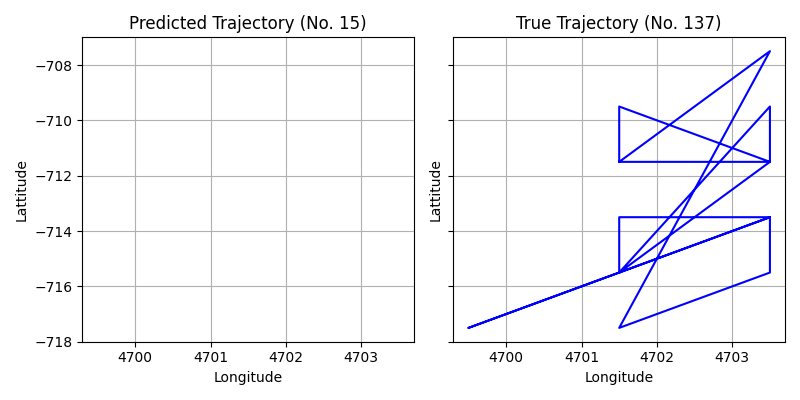 Predicted Trajectory (No. 15)
True Trajectory (No. 137)
−708
−710
−712
−714
−716
−718
Lattitude
Lattitude
4700 4701 4702 4703
4700 4701 4702 4703
Longitude
Longitude